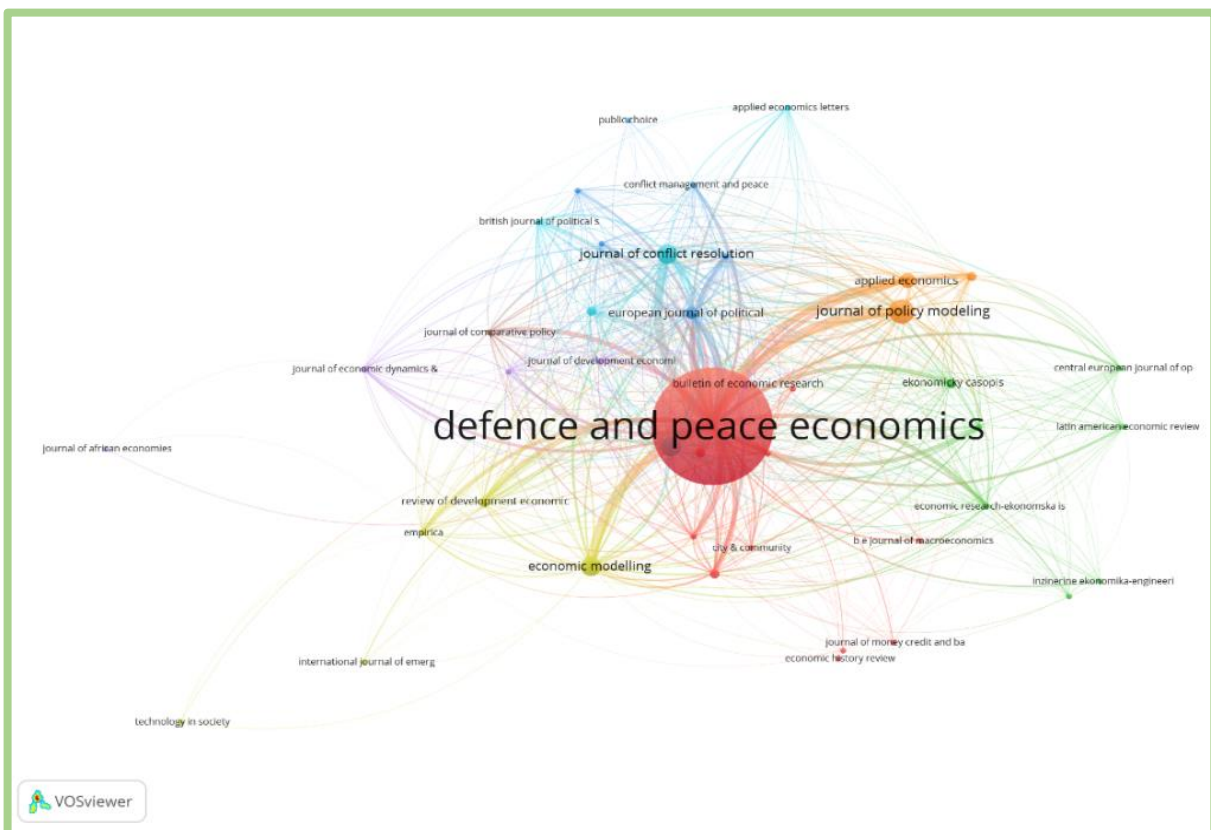 applied economics letters
public choice
conflict management and peace
british journal of political s
journal of conflict resolution
applied economics
european journal of political
journal of policy modeling
journal of comparative policy
journal of development economi
journal of economic dynamics &
central european journal of op
bulletin of economic research
ekonomicky casopis
defence and peace economics
latin american economic review
journal of african economies
review of development economic
economic research-ekonomska is
empirica
b e journal of macroeconomics
city & community
economic modelling
inzinerine ekonomika-engineeri
journal of money credit and ba
economic history review
international journal of emerg
technology in society
VOSviewer